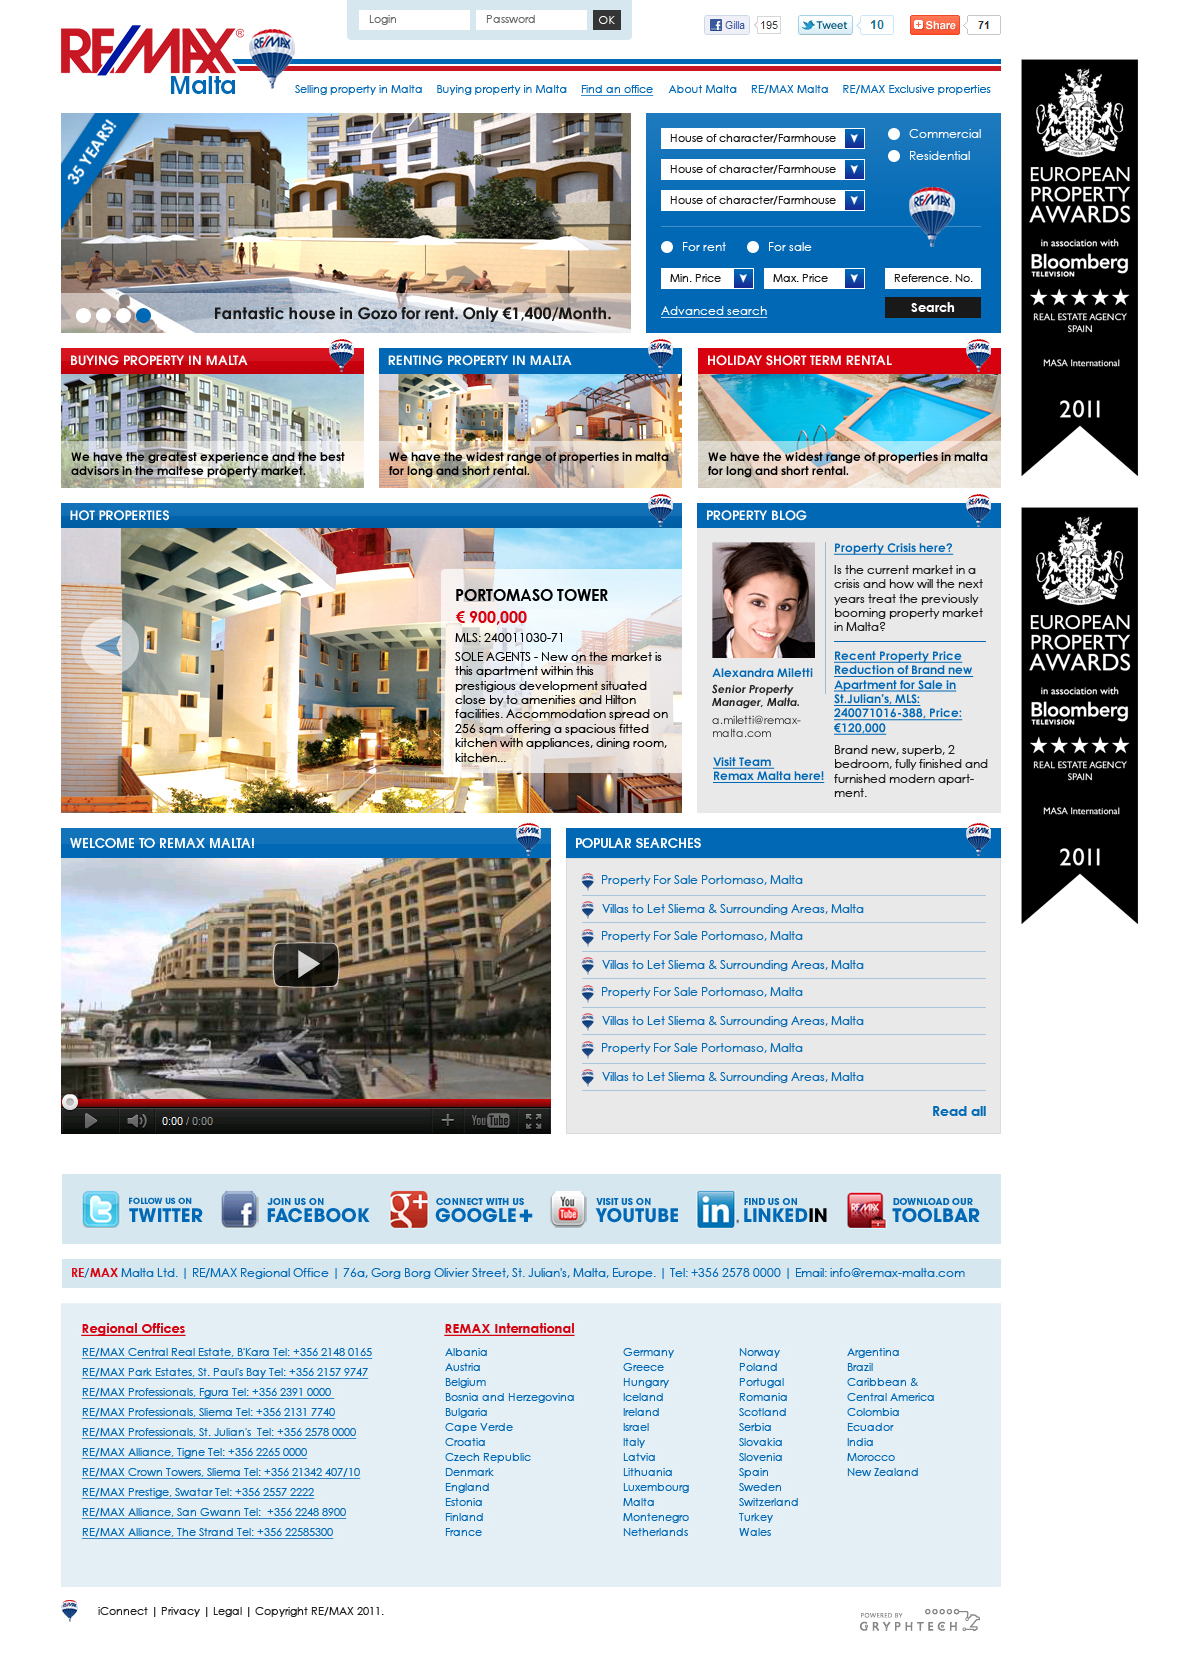 Login
Password
OK
Gilla
195
Tweet
10
Share
71
RE/MAX®
Malta
RE/MAX
Selling property in Malta
Buying property in Malta
Find an office
About Malta
RE/MAX Malta
RE/MAX Exclusive properties
35 YEARS!
Fantastic house in Gozo for rent. Only €1,400/Month.
House of character/Farmhouse
House of character/Farmhouse
House of character/Farmhouse
Commercial
Residential
RE/MAX
For rent
For sale
Min. Price
Max. Price
Reference. No.
Advanced search
Search
EUROPEAN
PROPERTY
AWARDS
in association with
Bloomberg
TELEVISION
REAL ESTATE AGENCY
SPAIN
MASA International
2011
BUYING PROPERTY IN MALTA
RE/MAX
We have the greatest experience and the best
advisors in the maltese property market.
RENTING PROPERTY IN MALTA
RE/MAX
We have the widest range of properties in malta
for long and short rental.
HOLIDAY SHORT TERM RENTAL
RE/MAX
We have the widest range of properties in malta
for long and short rental.
HOT PROPERTIES
RE/MAX
PORTOMASO TOWER
€ 900,000
MLS: 240011030-71
SOLE AGENTS - New on the market is
this apartment within this
prestigious development situated
close by to amenities and Hilton
facilities. Accommodation spread on
256 sqm offering a spacious fitted
kitchen with appliances, dining room,
kitchen...
PROPERTY BLOG
RE/MAX
Alexandra Miletti
Senior Property
Manager, Malta.
a.miletti@remax-
malta.com
Visit Team
Remax Malta here!
Property Crisis here?
Is the current market in a
crisis and how will the next
years treat the previously
booming property market
in Malta?
Recent Property Price
Reduction of Brand new
Apartment for Sale in
St.Julian's, MLS:
240071016-388, Price:
€120,000
Brand new, superb, 2
bedroom, fully finished and
furnished modern apart-
ment.
EUROPEAN
PROPERTY
AWARDS
in association with
Bloomberg
TELEVISION
REAL ESTATE AGENCY
SPAIN
MASA International
2011
WELCOME TO REMAX MALTA!
RE/MAX
0:00 / 0:00
YouTube
POPULAR SEARCHES
RE/MAX
Property For Sale Portomaso, Malta
Villas to Let Sliema & Surrounding Areas, Malta
Property For Sale Portomaso, Malta
Villas to Let Sliema & Surrounding Areas, Malta
Property For Sale Portomaso, Malta
Villas to Let Sliema & Surrounding Areas, Malta
Property For Sale Portomaso, Malta
Villas to Let Sliema & Surrounding Areas, Malta
Read all
FOLLOW US ON
TWITTER
JOIN US ON
FACEBOOK
CONNECT WITH US
GOOGLE+
You
Tube
VISIT US ON
YOUTUBE
in
FIND US ON
LINKEDIN
RE/MAX
DOWNLOAD OUR
TOOLBAR
RE/MAX Malta Ltd. | RE/MAX Regional Office | 76a, Gorg Borg Olivier Street, St. Julian's, Malta, Europe. | Tel: +356 2578 0000 | Email: info@remax-malta.com
Regional Offices
RE/MAX Central Real Estate, B'Kara Tel: +356 2148 0165
RE/MAX Park Estates, St. Paul's Bay Tel: +356 2157 9747
RE/MAX Professionals, Fgura Tel: +356 2391 0000
RE/MAX Professionals, Sliema Tel: +356 2131 7740
RE/MAX Professionals, St. Julian's Tel: +356 2578 0000
RE/MAX Alliance, Tigne Tel: +356 2265 0000
RE/MAX Crown Towers, Sliema Tel: +356 21342 407/10
RE/MAX Prestige, Swatar Tel: +356 2557 2222
RE/MAX Alliance, San Gwann Tel: +356 2248 8900
RE/MAX Alliance, The Strand Tel: +356 22585300
REMAX International
Albania
Austria
Belgium
Bosnia and Herzegovina
Bulgaria
Cape Verde
Croatia
Czech Republic
Denmark
England
Estonia
Finland
France
Germany
Greece
Hungary
Iceland
Ireland
Israel
Italy
Latvia
Lithuania
Luxembourg
Malta
Montenegro
Netherlands
Norway
Poland
Portugal
Romania
Scotland
Serbia
Slovakia
Slovenia
Spain
Sweden
Switzerland
Turkey
Wales
Argentina
Brazil
Caribbean &
Central America
Colombia
Ecuador
India
Morocco
New Zealand
iConnect | Privacy | Legal | Copyright RE/MAX 2011.
POWERED BY
GRYPHTECH